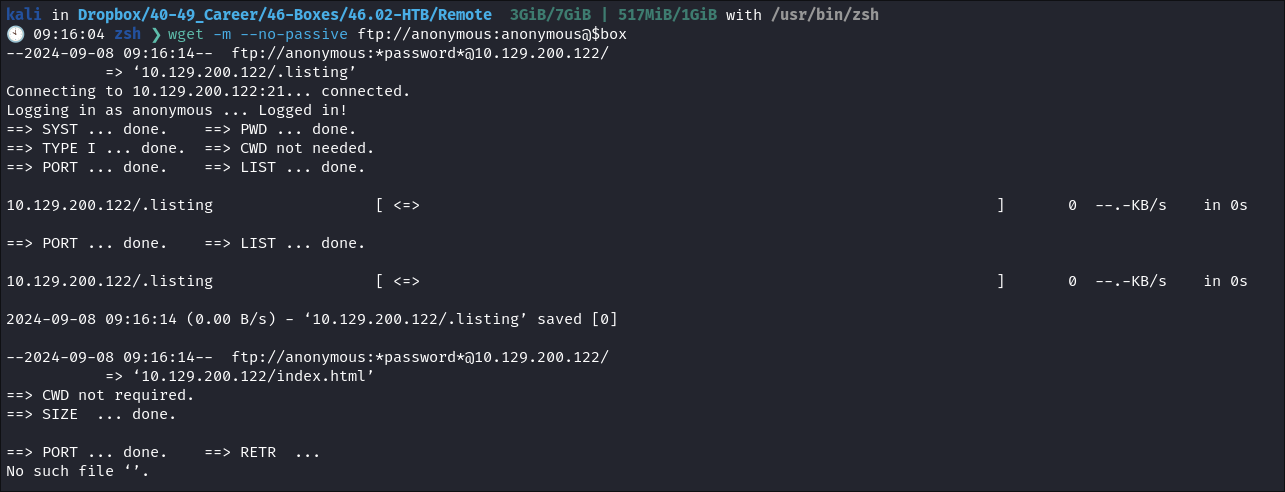 kali in Dropbox/40-49_Career/46-Boxes/46.02-HTB/Remote  3GiB/7GiB | 517MiB/1GiB with /usr/bin/zsh
🕙 09:16:04 zsh ❯ wget -m --no-passive ftp://anonymous:anonymous@$box
--2024-09-08 09:16:14--  ftp://anonymous:*password*@10.129.200.122/
           => ‘10.129.200.122/.listing’
Connecting to 10.129.200.122:21... connected.
Logging in as anonymous ... Logged in!
==> SYST ... done.    ==> PWD ... done.
==> TYPE I ... done.  ==> CWD not needed.
==> PORT ... done.    ==> LIST ... done.
10.129.200.122/.listing                  [ <=>                                                                ]       0  --.-KB/s    in 0s
==> PORT ... done.    ==> LIST ... done.
10.129.200.122/.listing                  [ <=>                                                                ]       0  --.-KB/s    in 0s
2024-09-08 09:16:14 (0.00 B/s) - ‘10.129.200.122/.listing’ saved [0]
--2024-09-08 09:16:14--  ftp://anonymous:*password*@10.129.200.122/
           => ‘10.129.200.122/index.html’
==> CWD not required.
==> SIZE  ... done.
==> PORT ... done.    ==> RETR  ...
No such file ‘’.